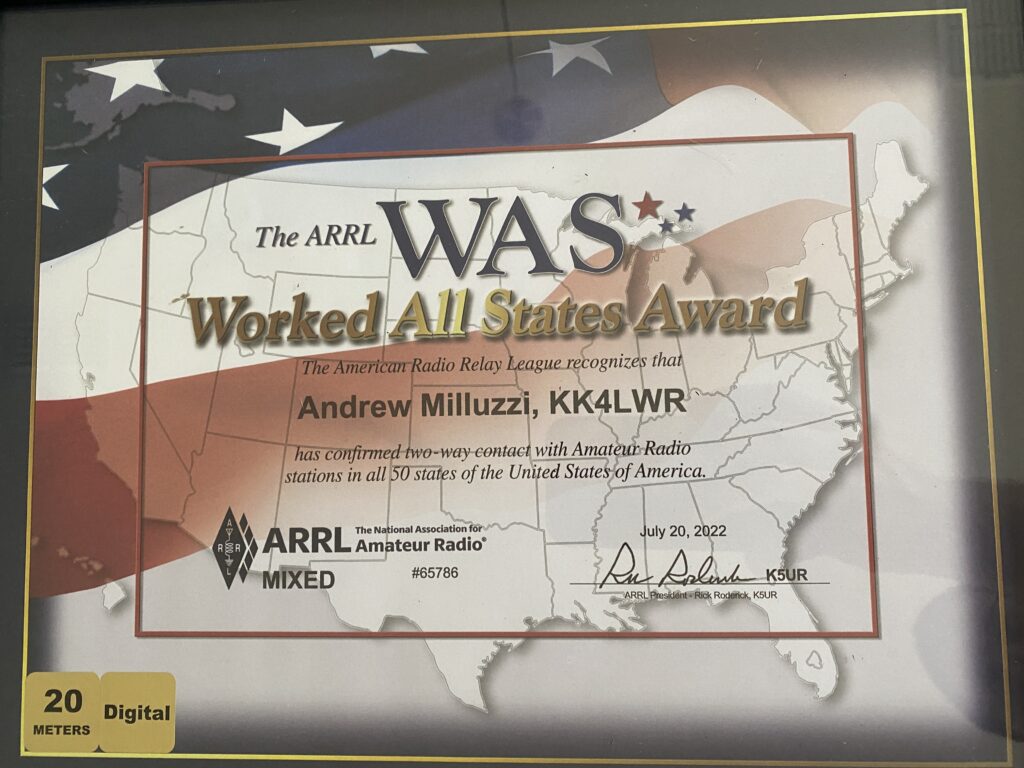 The ARRL WAS
Worked All States Award
The American Radio Relay League recognizes that
Andrew Milluzzi, KK4LWR
has confirmed two-way contact with Amateur Radio
stations in all 50 states of the United States of America.
A
R R
L
ARRL The National Association for
Amateur Radio®
MIXED
#65786
July 20, 2022
Rick Roderick K5UR
ARRL President - Rick Roderick, K5UR
20
METERS
Digital